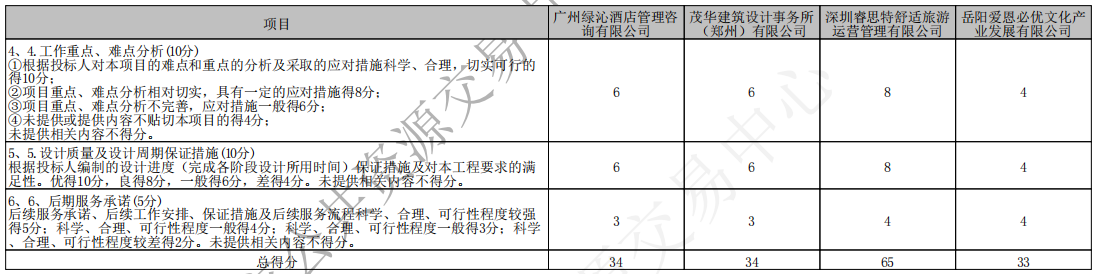 项目 广州绿沁酒店管理咨询有限公司 茂华建筑设计事务所（郑州）有限公司 深圳睿思特舒适旅游运营管理有限公司 岳阳爱恩必优文化产业发展有限公司
4、4.工作重点、难点分析(10分)
①根据投标人对本项目的难点和重点的分析及采取的应对措施科学、合理，切实可行的
得10分；
②项目重点、难点分析相对切实，具有一定的应对措施得8分；
③项目重点、难点分析不完善，应对措施一般得6分；
④未提供或提供内容不贴切本项目的得4分；
未提供相关内容不得分。
6 6 8 4
5、5.设计质量及设计周期保证措施(10分)
根据投标人编制的设计进度（完成各阶段设计所用时间）保证措施及对本工程要求的满
足性。优得10分，良得8分，一般得6分，差得4分。未提供相关内容不得分。
6 6 8 4
6、6、后期服务承诺(5分)
后续服务承诺、后续工作安排、保证措施及后续服务流程科学、合理、可行性程度较强
得5分；科学、合理、可行性程度一般得4分；科学、合理、可行性程度一般得3分；科学
、合理、可行性程度较差得2分。未提供相关内容不得分。
3 3 4 4
总得分 34 34 65 33
公共资源交易中心
资源交易中心